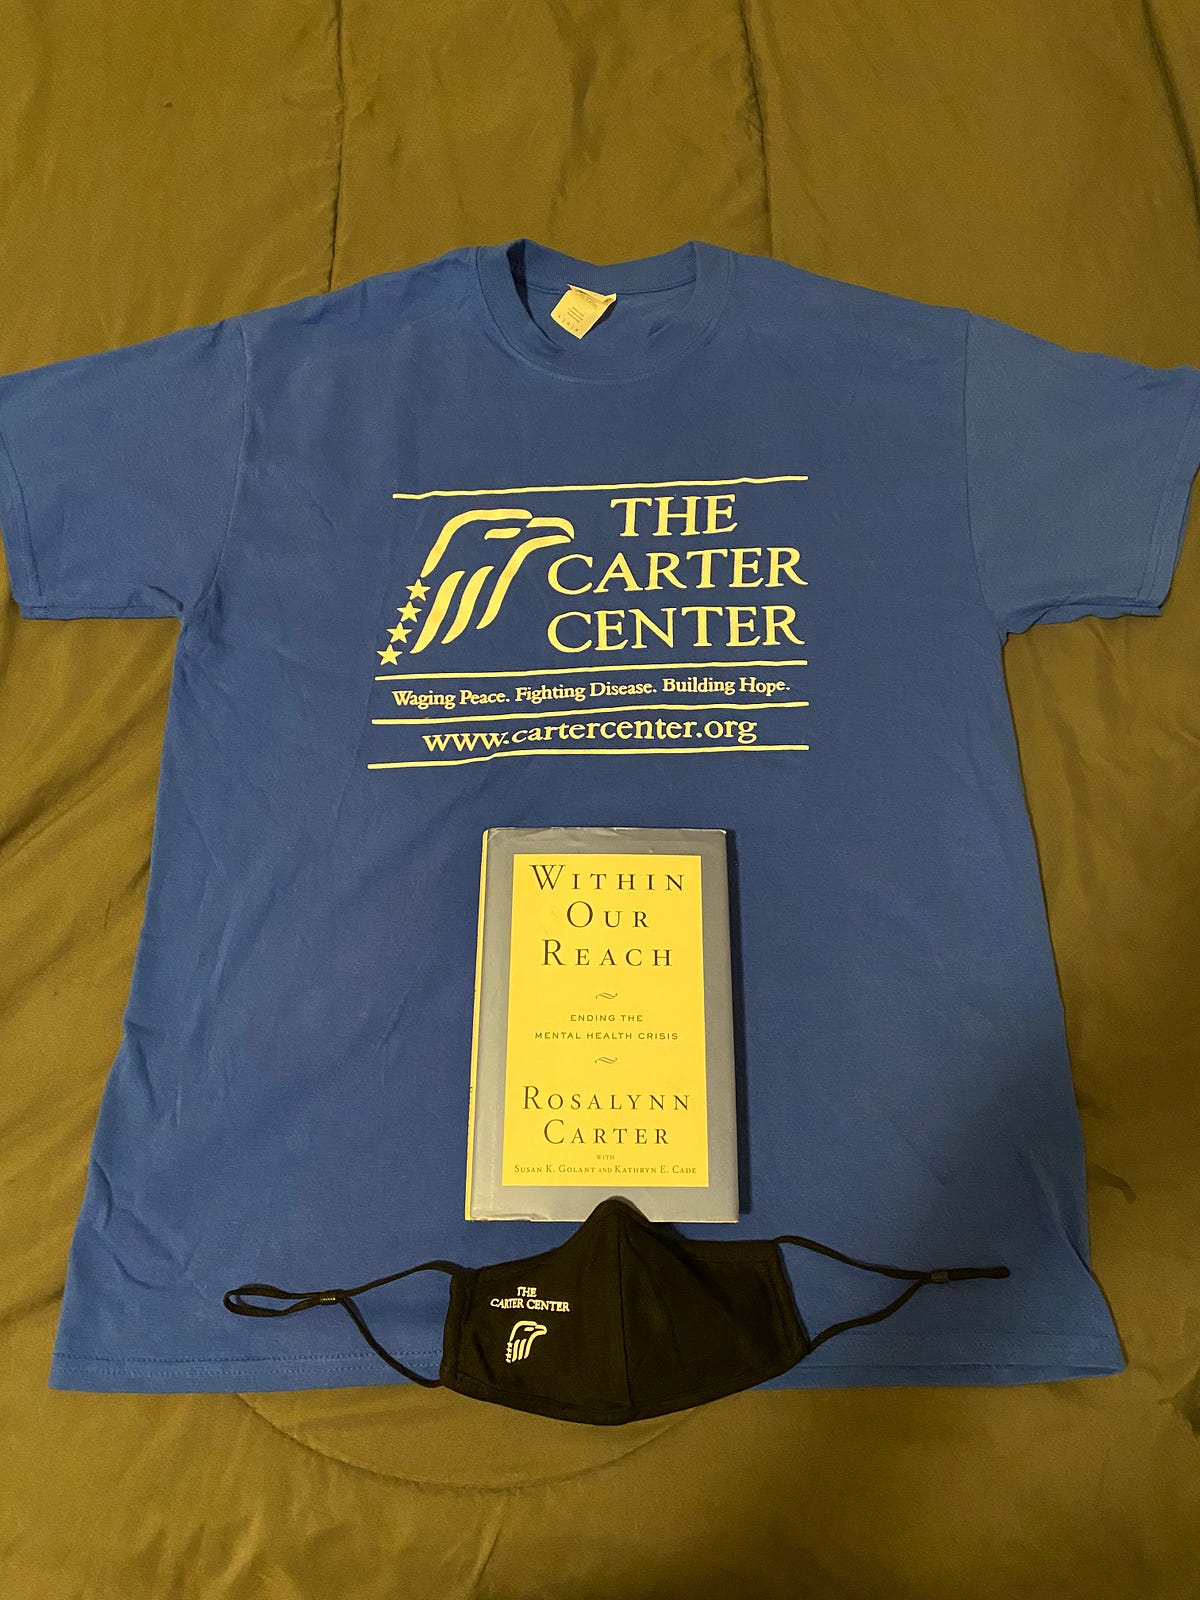 THE
CARTER
CENTER
Waging Peace. Fighting Disease. Building Hope.
www.cartercenter.org
WITHIN
OUR
REACH
ENDING THE
MENTAL HEALTH CRISIS
ROSALYNN
CARTER
WITH
SUSAN K. GOLANT AND KATHRYN E. CADE
THE
CARTER CENTER